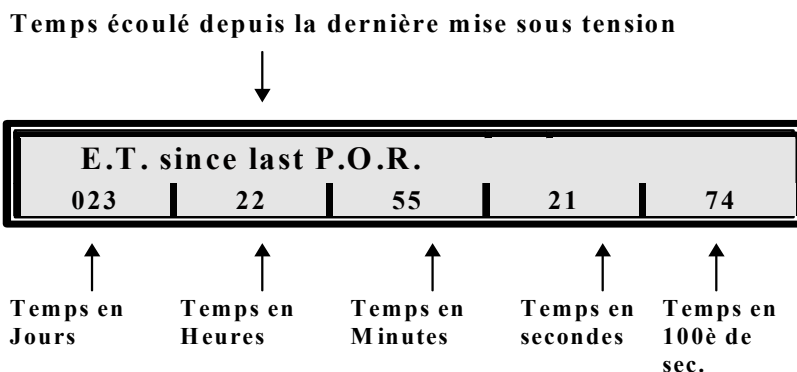 Temps écoulé depuis la dernière mise sous tension
E.T. since last P.O.R.
023 22 55 21 74
Temps en Jours
Temps en Heures
Temps en Minutes
Temps en secondes
Temps en 100è de sec.